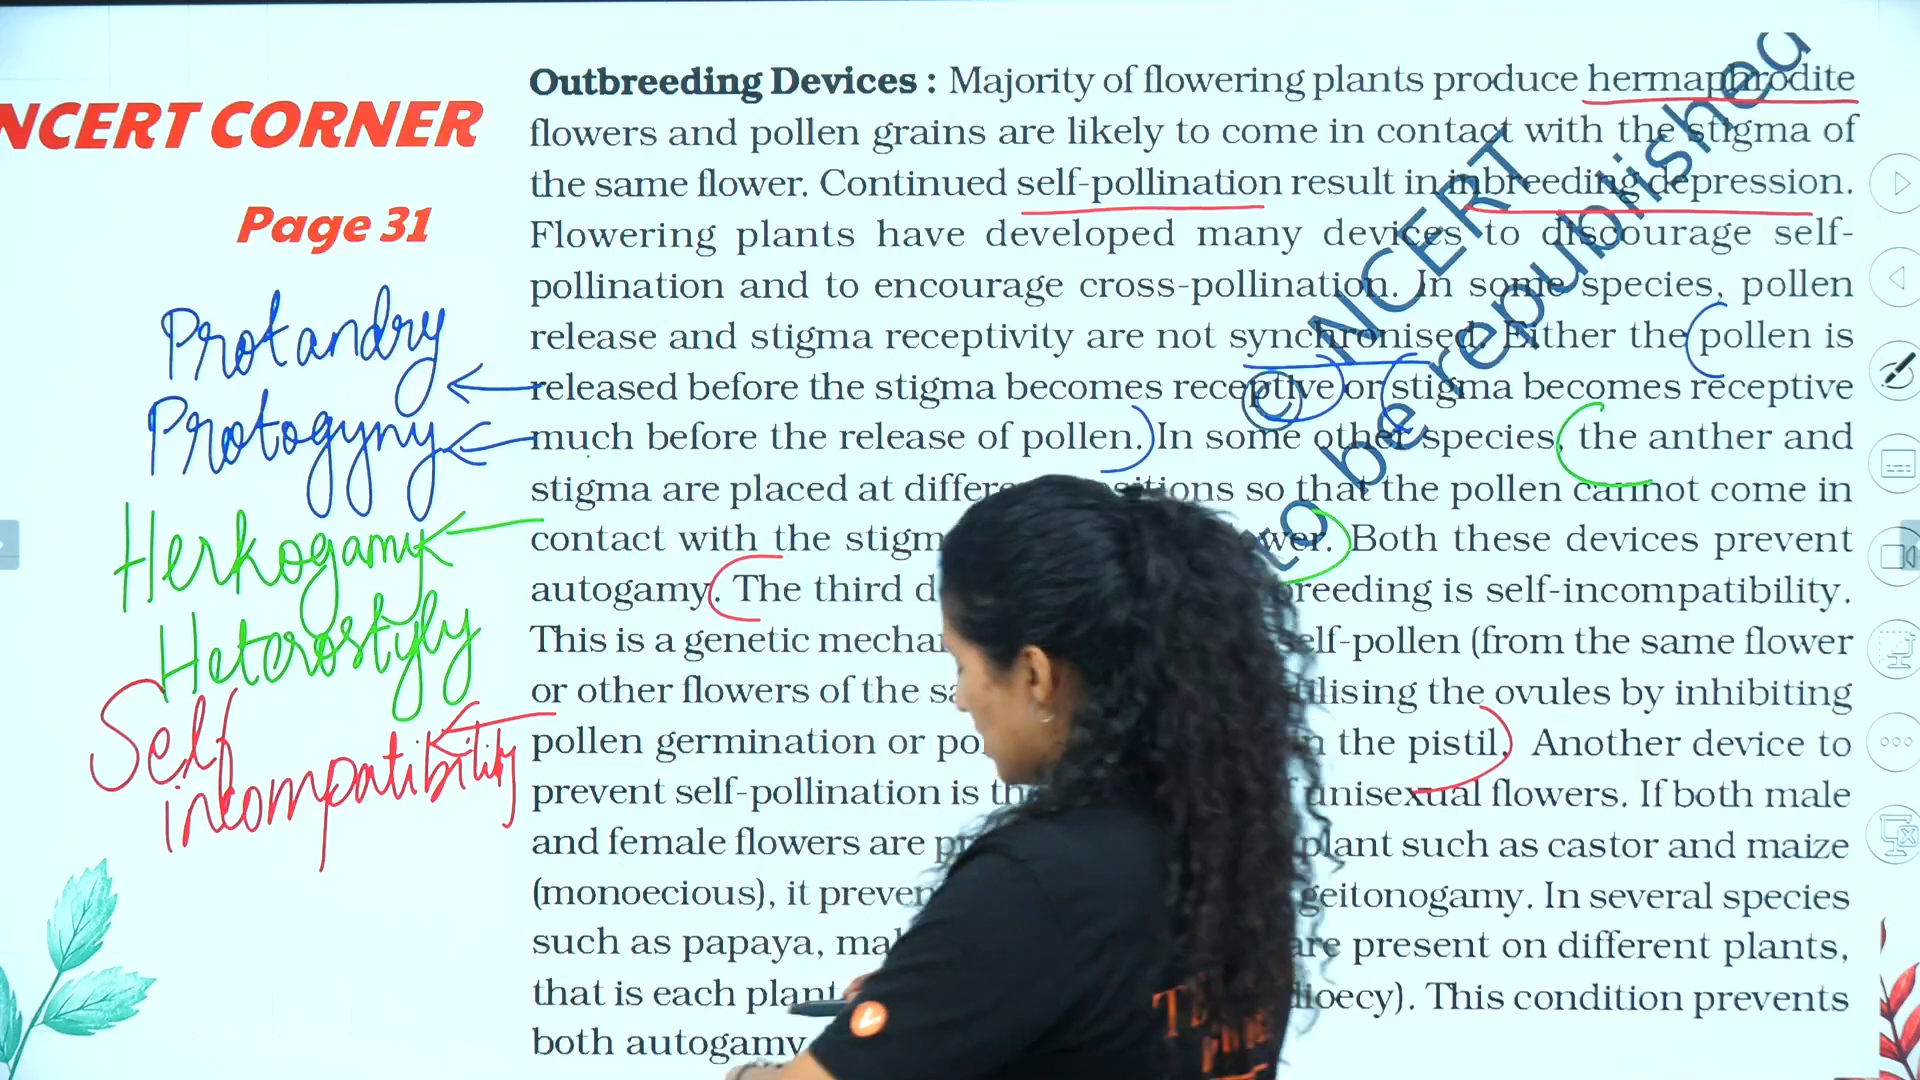 NCERT CORNER
Page 31
Protandry
Protogyny
Herkogamy
Heterostyly
Self
incompatibility
Outbreeding Devices : Majority of flowering plants produce hermaphrodite
flowers and pollen grains are likely to come in contact with the stigma of
the same flower. Continued self-pollination result in inbreeding depression.
Flowering plants have developed many devices to discourage self-
pollination and to encourage cross-pollination. In some species, pollen
release and stigma receptivity are not synchronised. Either the pollen is
released before the stigma becomes receptive or stigma becomes receptive
much before the release of pollen. In some other species, the anther and
stigma are placed at so that the pollen cannot come in
contact with the Both these devices prevent
autogamy. The third is self-incompatibility.
This is a genetic self-pollen (from the same flower
or other flowers of the the ovules by inhibiting
pollen germination or the pistil. Another device to
prevent self-pollination is unisexual flowers. If both male
and female flowers are plant such as castor and maize
(monoecious), it geitonogamy. In several species
such as papaya, are present on different plants,
that is each plant (dioecy). This condition prevents
both autogamy
© NCERT
to be republished